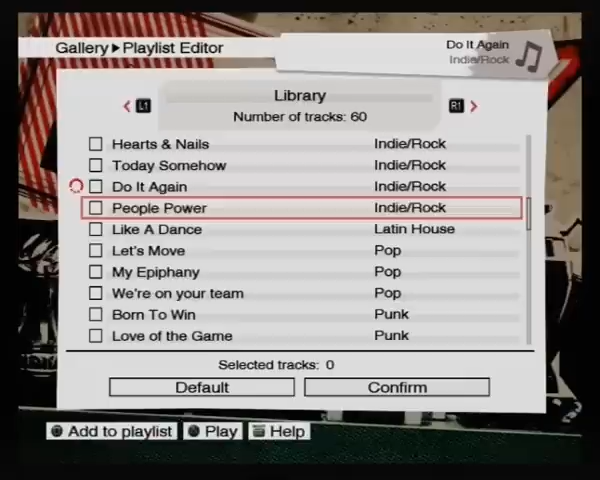 Gallery▶Playlist Editor
Do It Again
Indie/Rock
Library
L1
R1
Number of tracks: 60
Hearts & Nails Indie/Rock
Today Somehow Indie/Rock
Do It Again Indie/Rock
People Power Indie/Rock
Like A Dance Latin House
Let's Move Pop
My Epiphany Pop
We're on your team Pop
Born To Win Punk
Love of the Game Punk
Selected tracks: 0
Default Confirm
Add to playlist Play Help